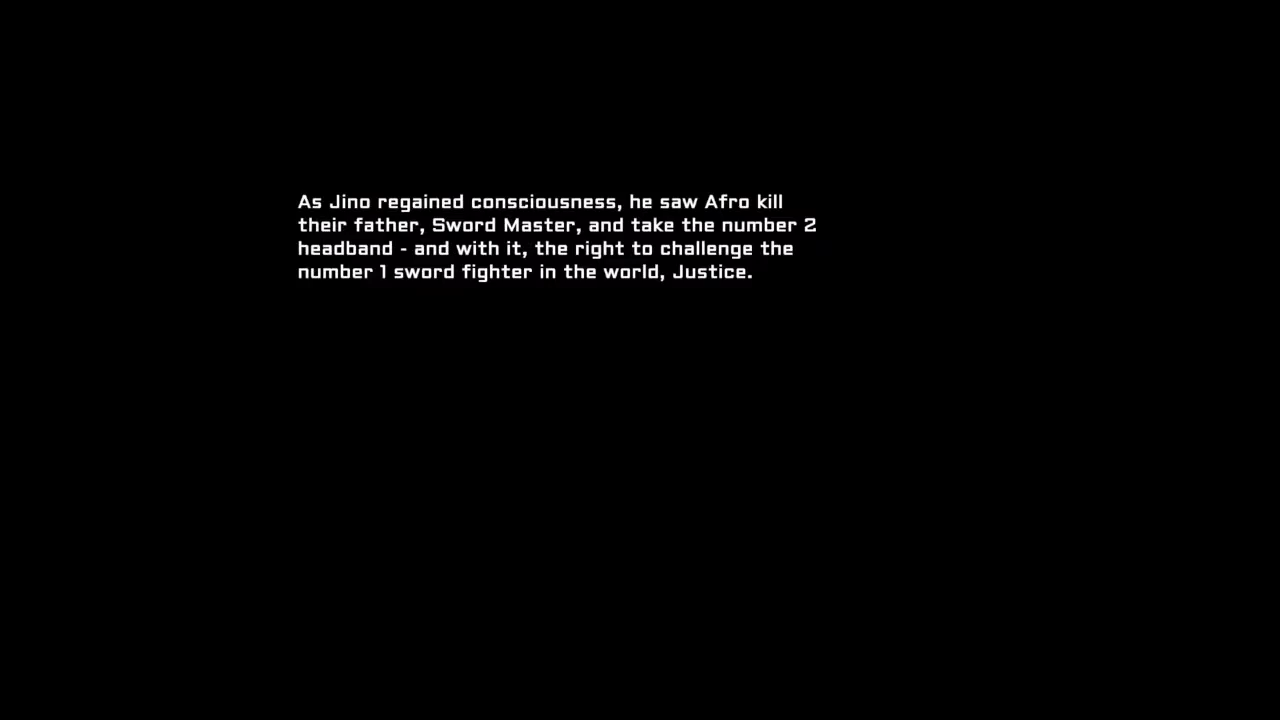 As Jino regained consciousness, he saw Afro kill
their father, Sword Master, and take the number 2
headband - and with it, the right to challenge the
number 1 sword fighter in the world, Justice.